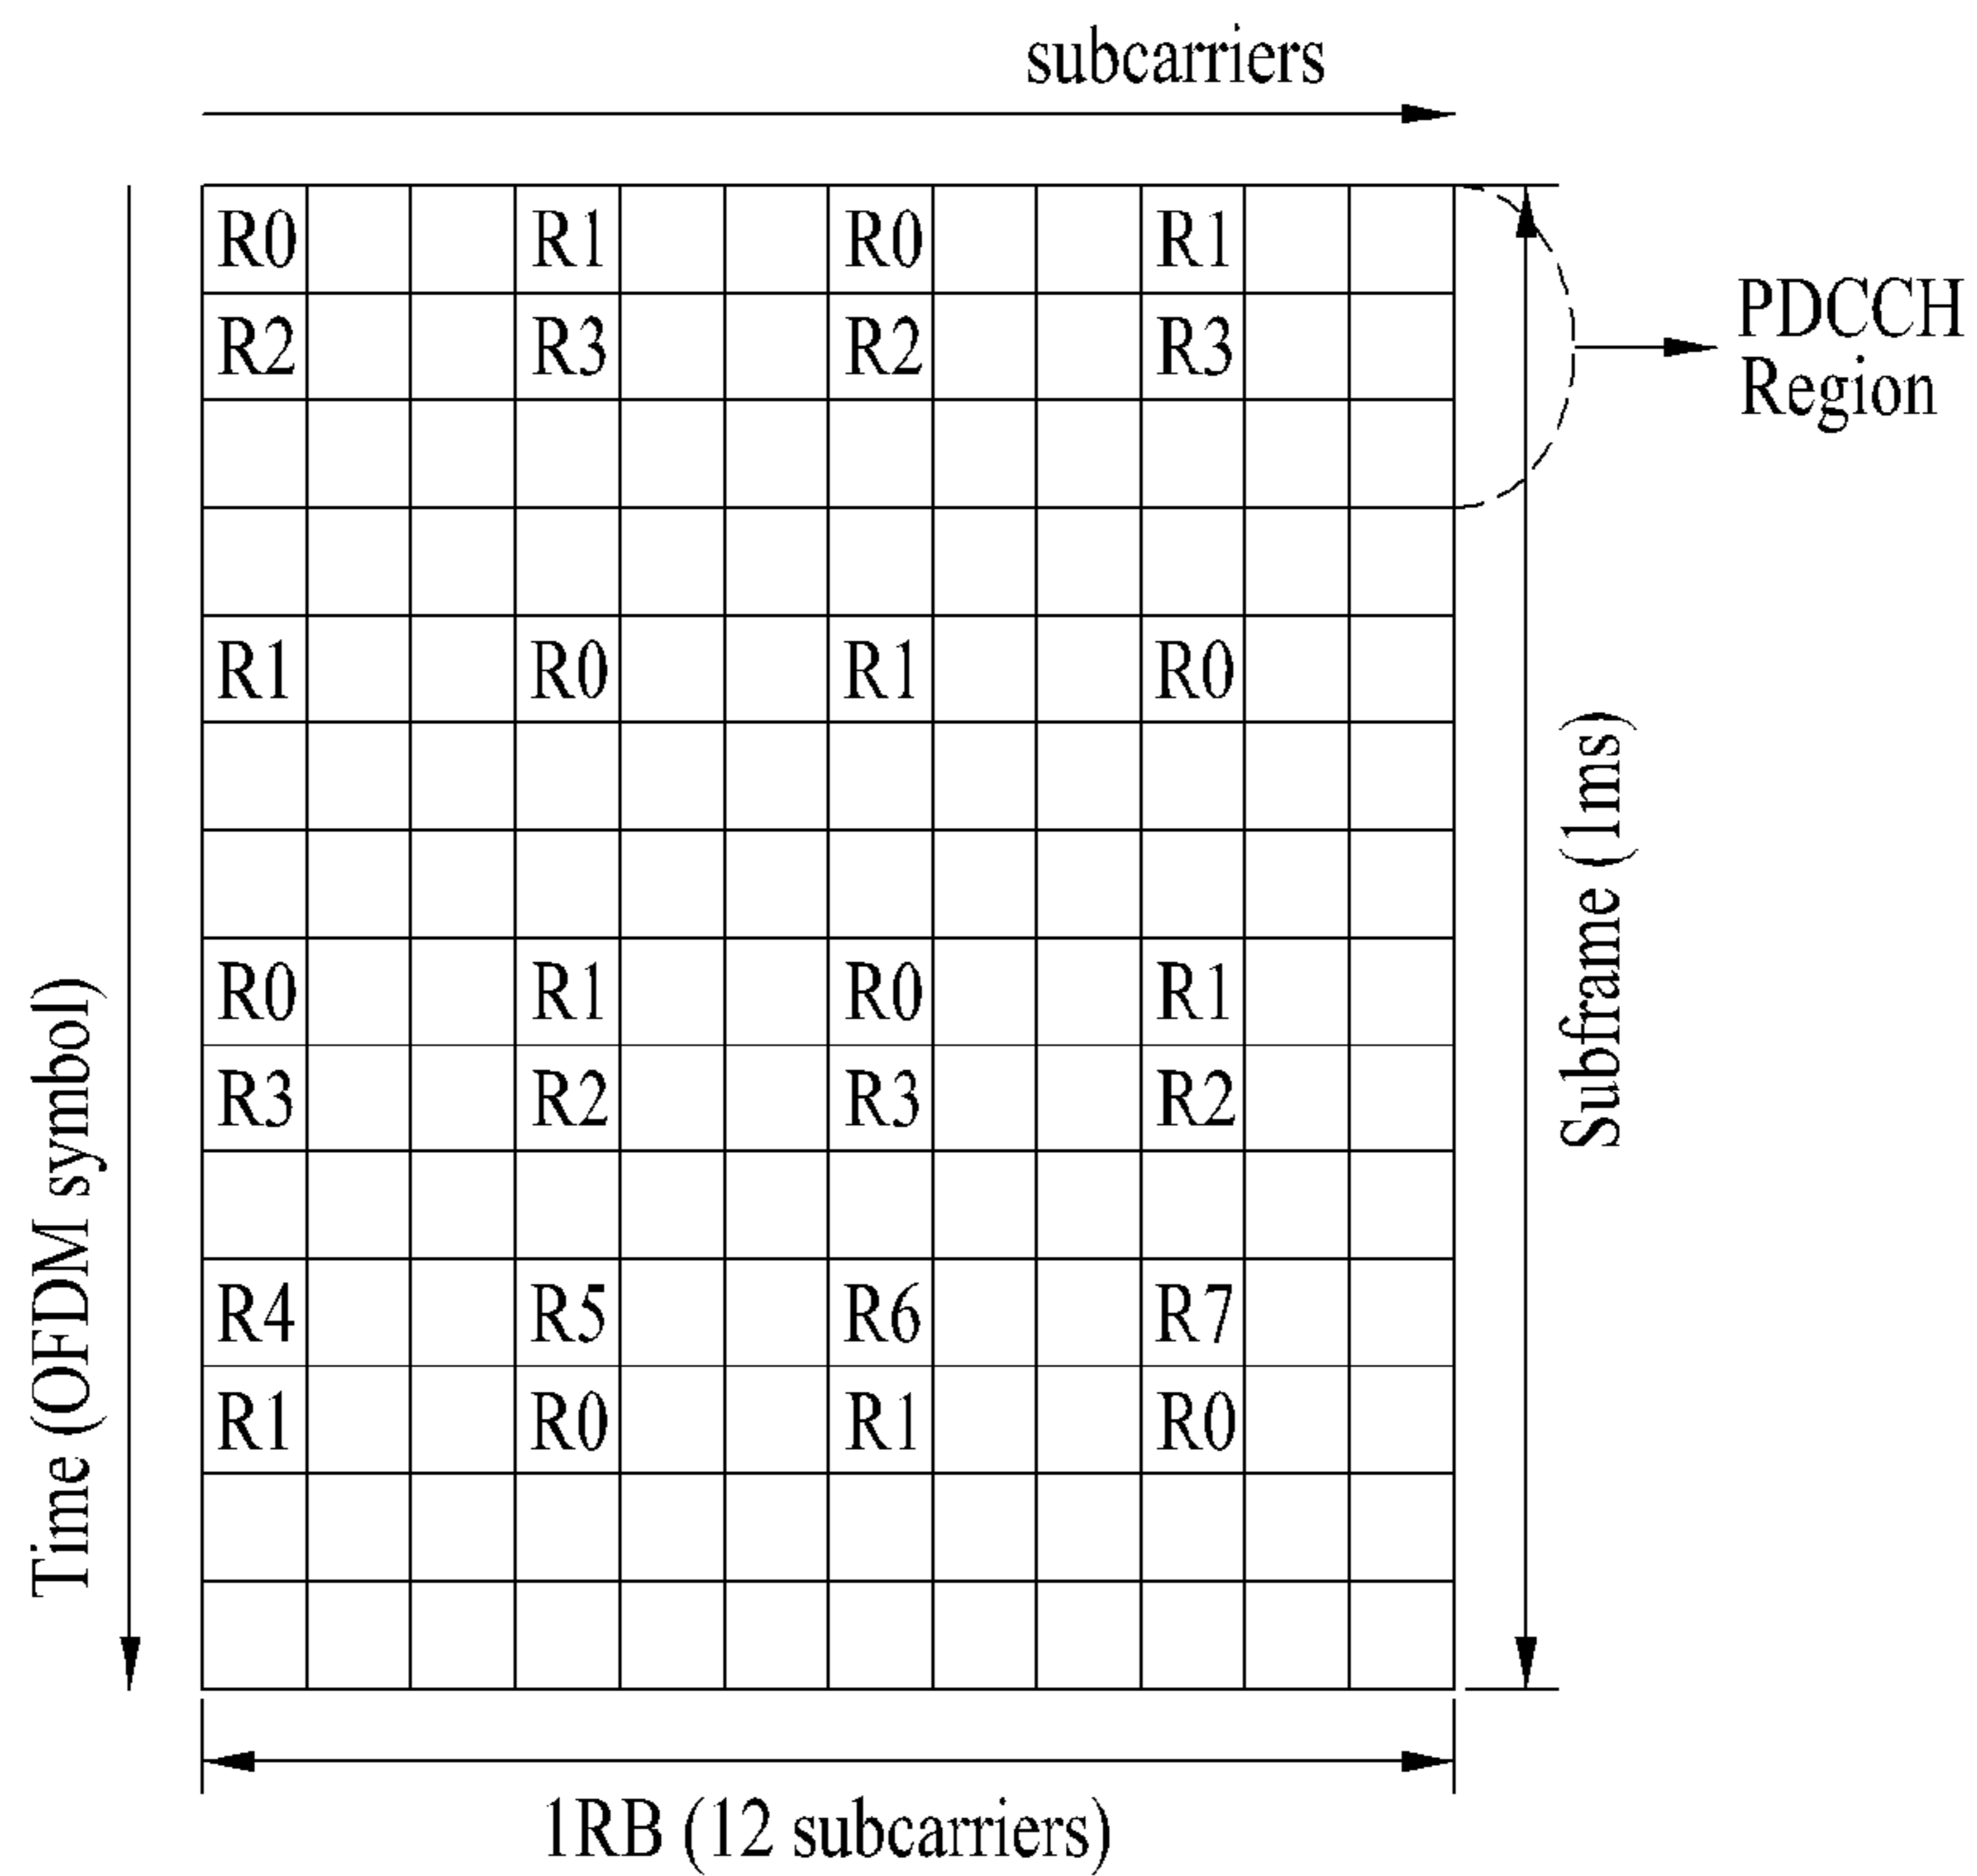 subcarriers
R0 R1 R0 R1
R2 R3 R2 R3
PDCCH
Region
R1 R0 R1 R0
R0 R1 R0 R1
R3 R2 R3 R2
R4 R5 R6 R7
R1 R0 R1 R0
Time (OFDM symbol)
Subframe (1ms)
1RB (12 subcarriers)